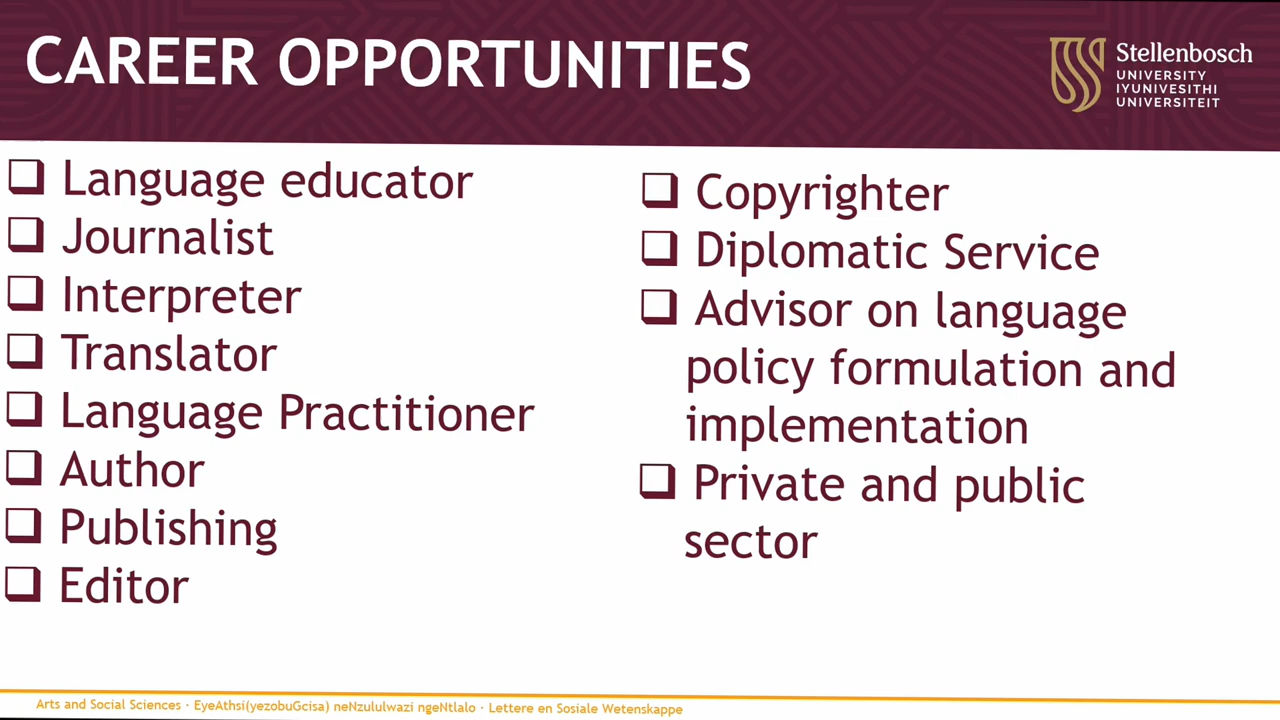 CAREER OPPORTUNITIES
Stellenbosch
UNIVERSITY
IYUNIVESITHI
UNIVERSITEIT
Language educator
Journalist
Interpreter
Translator
Language Practitioner
Author
Publishing
Editor
Copyrighter
Diplomatic Service
Advisor on language
policy formulation and
implementation
Private and public
sector
Arts and Social Sciences · EyeAthsi(yezobuGcisa) neNzululwazi ngeNtlalo · Lettere en Sosiale Wetenskappe